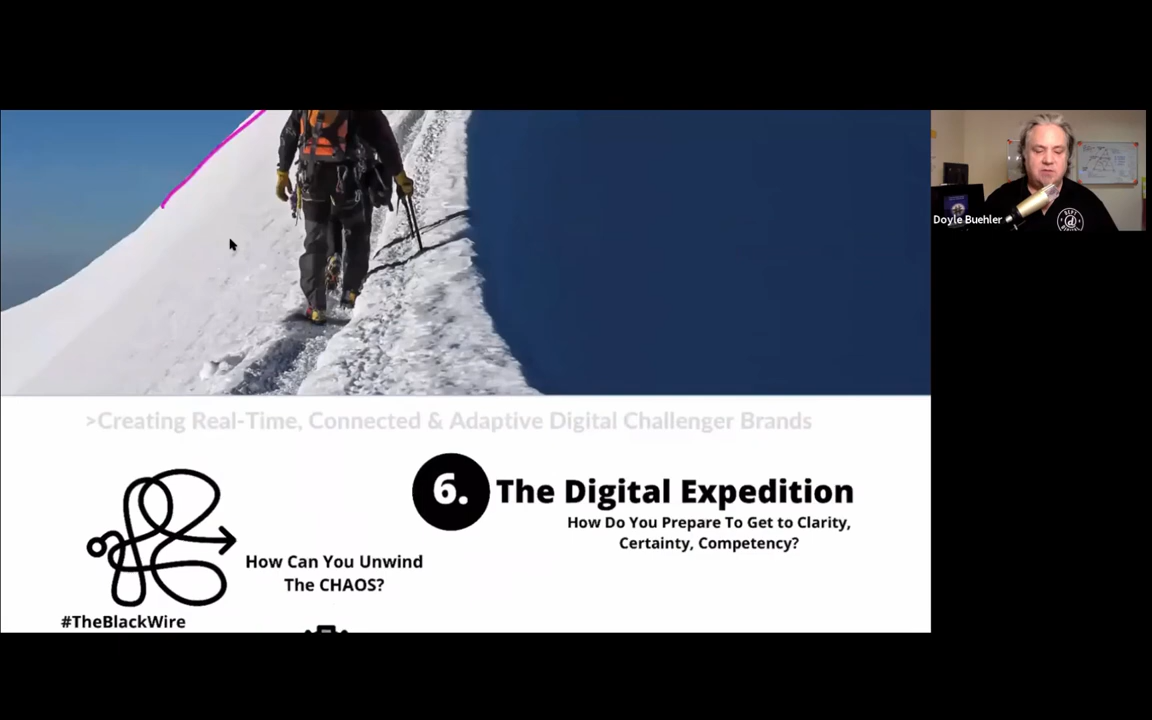 Doyle Buehler
>Creating Real-Time, Connected & Adaptive Digital Challenger Brands
6. The Digital Expedition
How Do You Prepare To Get to Clarity,
Certainty, Competency?
How Can You Unwind
The CHAOS?
#TheBlackWire